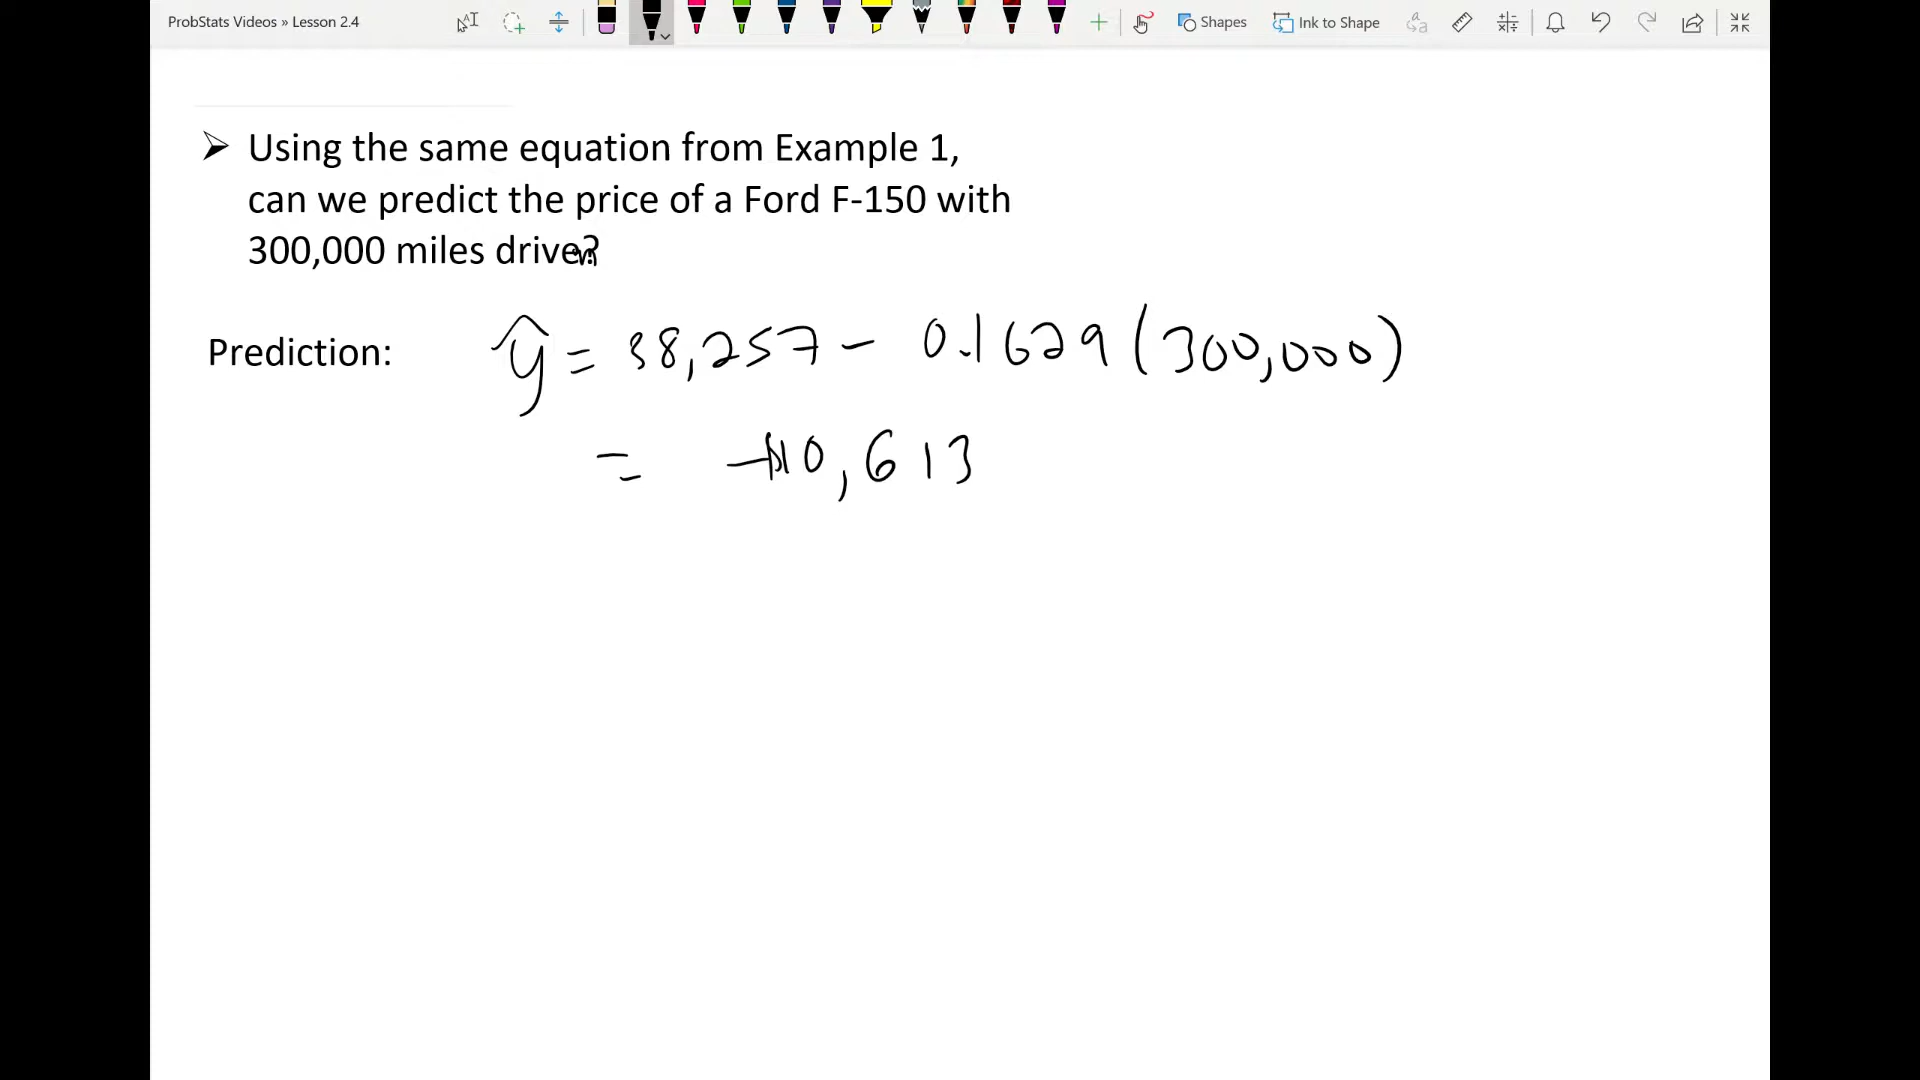 ProbStats Videos » Lesson 2.4 Shapes Ink to Shape
➤ Using the same equation from Example 1,
can we predict the price of a Ford F-150 with
300,000 miles driven?
Prediction: ŷ = 38,257 - 0.1629 (300,000)
= -10,613